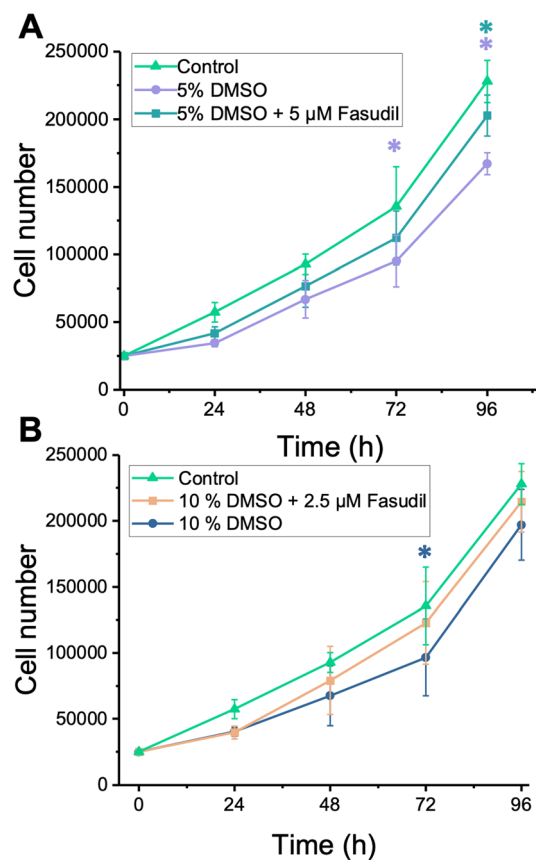 A
250000
200000
150000
100000
50000
0
Cell number
Control
5% DMSO
5% DMSO + 5 µM Fasudil
*
*
*
0 24 48 72 96
Time (h)
B
250000
200000
150000
100000
50000
0
Cell number
Control
10 % DMSO + 2.5 µM Fasudil
10 % DMSO
*
0 24 48 72 96
Time (h)